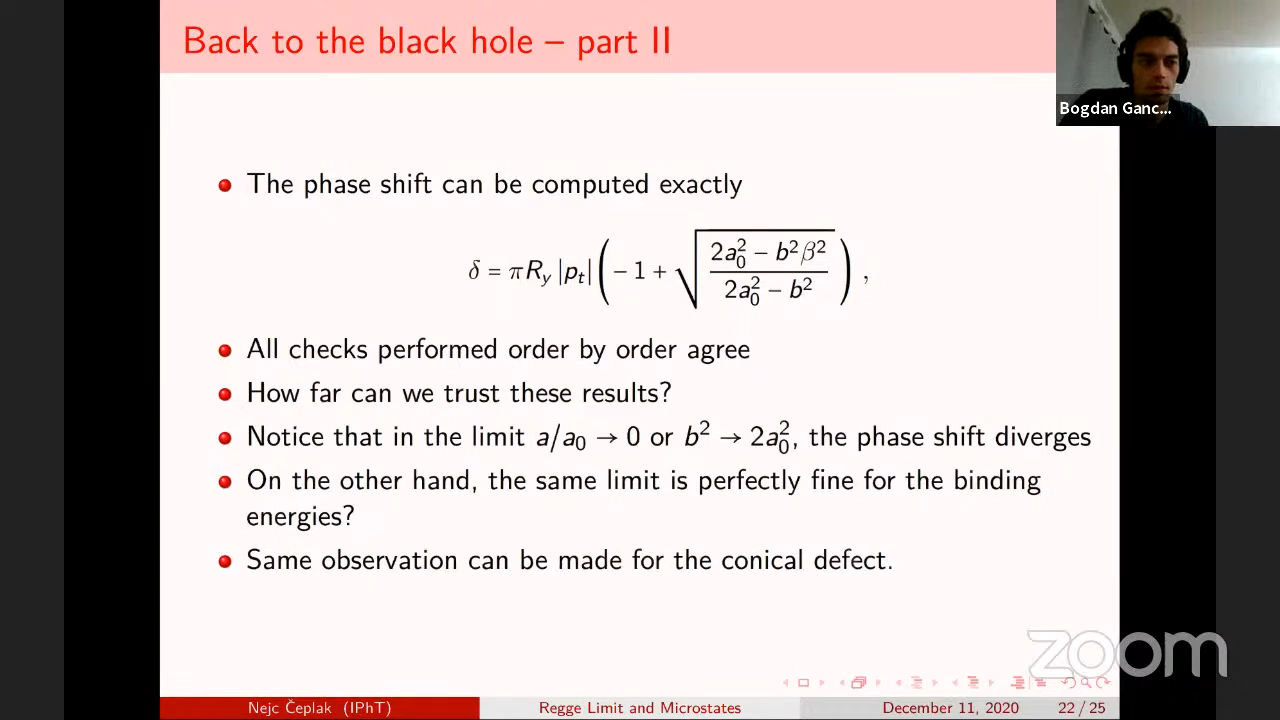 Back to the black hole – part II
Bogdan Ganc...
The phase shift can be computed exactly
δ = πR_y |p_t| ( − 1 + √((2a_0^2 − b^2β^2) / (2a_0^2 − b^2)) ) ,
All checks performed order by order agree
How far can we trust these results?
Notice that in the limit a/a_0 → 0 or b^2 → 2a_0^2, the phase shift diverges
On the other hand, the same limit is perfectly fine for the binding
energies?
Same observation can be made for the conical defect.
zoom
Nejc Čeplak (IPhT) Regge Limit and Microstates December 11, 2020 22 / 25